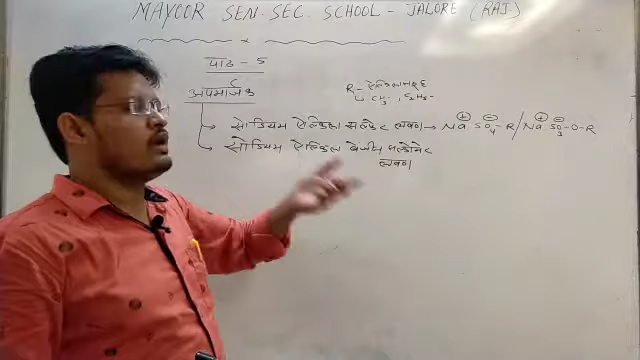 MAYOOR SEN. SEC. SCHOOL - JALORE (RAJ)
पाठ - 5
अपमार्जक
R - ऐल्किल समूह
CH₃-, C₂H₅-
सोडियम ऐल्किल सल्फेट लवण → Na⁺ SO₄⁻-R / Na⁺ SO₃⁻-O-R
सोडियम ऐल्किल बेन्जीन सल्फोनेट
लवण